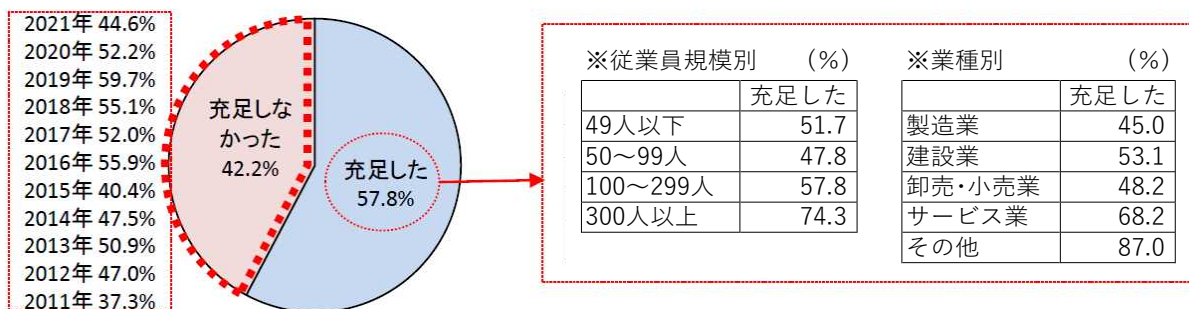 2021年 44.6%
2020年 52.2%
2019年 59.7%
2018年 55.1%
2017年 52.0%
2016年 55.9%
2015年 40.4%
2014年 47.5%
2013年 50.9%
2012年 47.0%
2011年 37.3%
充足しな
かった
42.2%
充足した
57.8%
※従業員規模別 (%)
充足した
49人以下 51.7
50～99人 47.8
100～299人 57.8
300人以上 74.3
※業種別 (%)
充足した
製造業 45.0
建設業 53.1
卸売・小売業 48.2
サービス業 68.2
その他 87.0